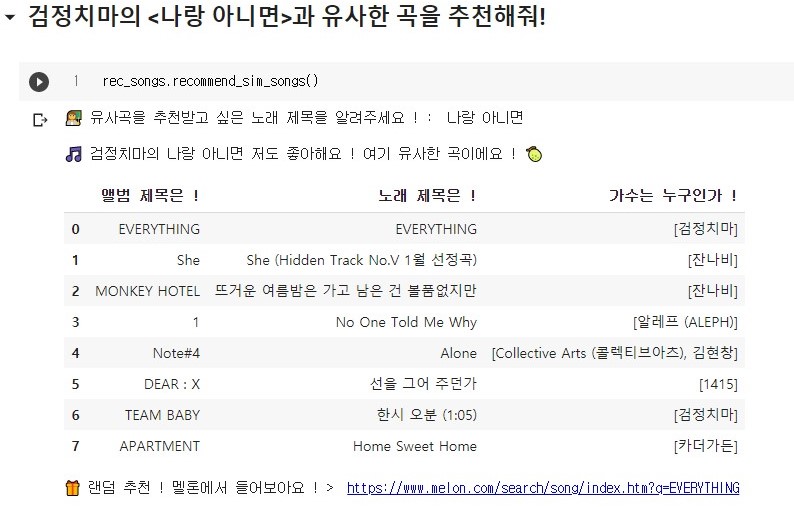 검정치마의 <나랑 아니면>과 유사한 곡을 추천해줘!
1 rec_songs.recommend_sim_songs()
유사곡을 추천받고 싶은 노래 제목을 알려주세요 ! : 나랑 아니면
검정치마의 나랑 아니면 저도 좋아해요 ! 여기 유사한 곡이에요 !
앨범 제목은 ! 노래 제목은 ! 가수는 누구인가 !
0 EVERYTHING EVERYTHING [검정치마]
1 She She (Hidden Track No.V 1월 선정곡) [잔나비]
2 MONKEY HOTEL 뜨거운 여름밤은 가고 남은 건 볼품없지만 [잔나비]
3 1 No One Told Me Why [알레프 (ALEPH)]
4 Note#4 Alone [Collective Arts (콜렉티브아츠), 김현창]
5 DEAR : X 선을 그어 주던가 [1415]
6 TEAM BABY 한시 오분 (1:05) [검정치마]
7 APARTMENT Home Sweet Home [카더가든]
랜덤 추천 ! 멜론에서 들어보아요 ! > https://www.melon.com/search/song/index.htm?q=EVERYTHING